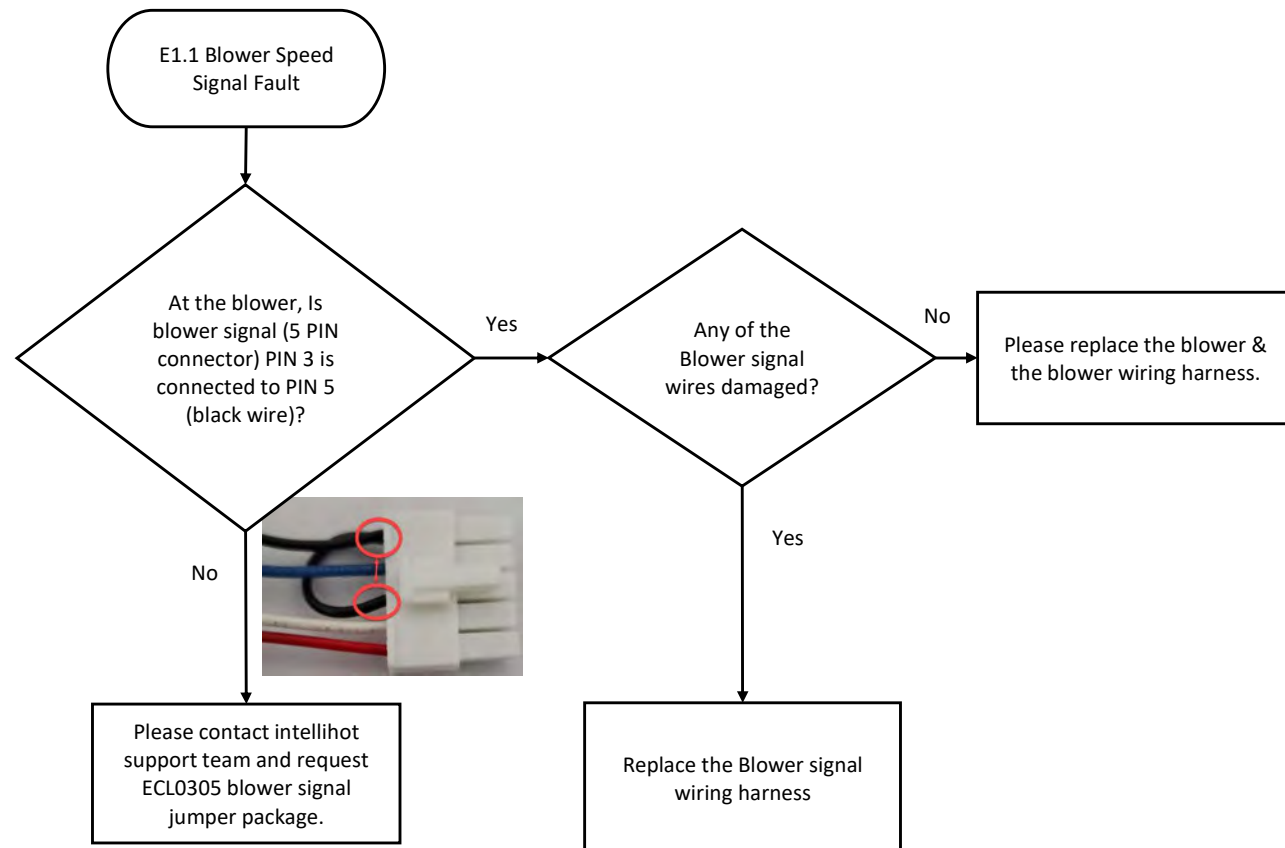 E1.1 Blower Speed
Signal Fault
At the blower, Is
blower signal (5 PIN
connector) PIN 3 is
connected to PIN 5
(black wire)?
Yes
Any of the
Blower signal
wires damaged?
No
Please replace the blower &
the blower wiring harness.
No
Yes
Please contact intellihot
support team and request
ECL0305 blower signal
jumper package.
Replace the Blower signal
wiring harness